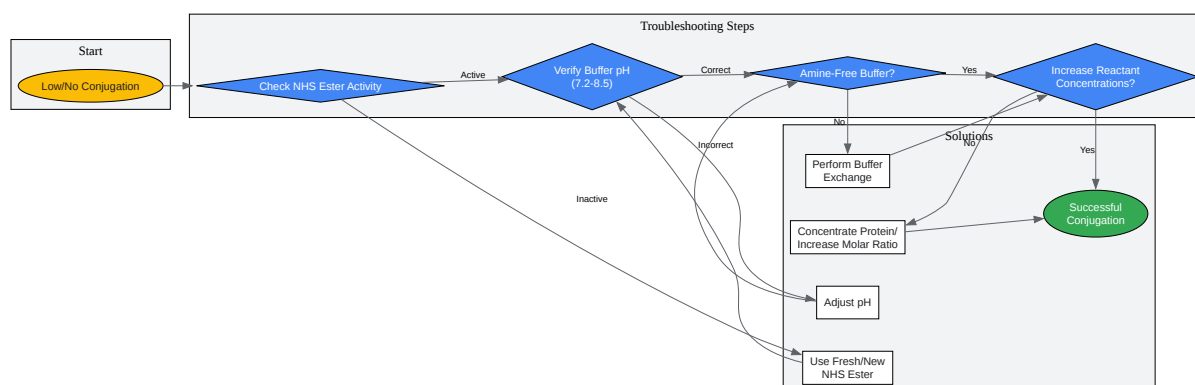 Troubleshooting Steps
Start
Low/No Conjugation
Check NHS Ester Activity
Active
Verify Buffer pH
(7.2-8.5)
Correct
Amine-Free Buffer?
Yes
Increase Reactant
Concentrations?
No
Incorrect
Solutions
No
Yes
Perform Buffer
Exchange
Inactive
Successful
Conjugation
Concentrate Protein/
Increase Molar Ratio
Adjust pH
Use Fresh/New
NHS Ester